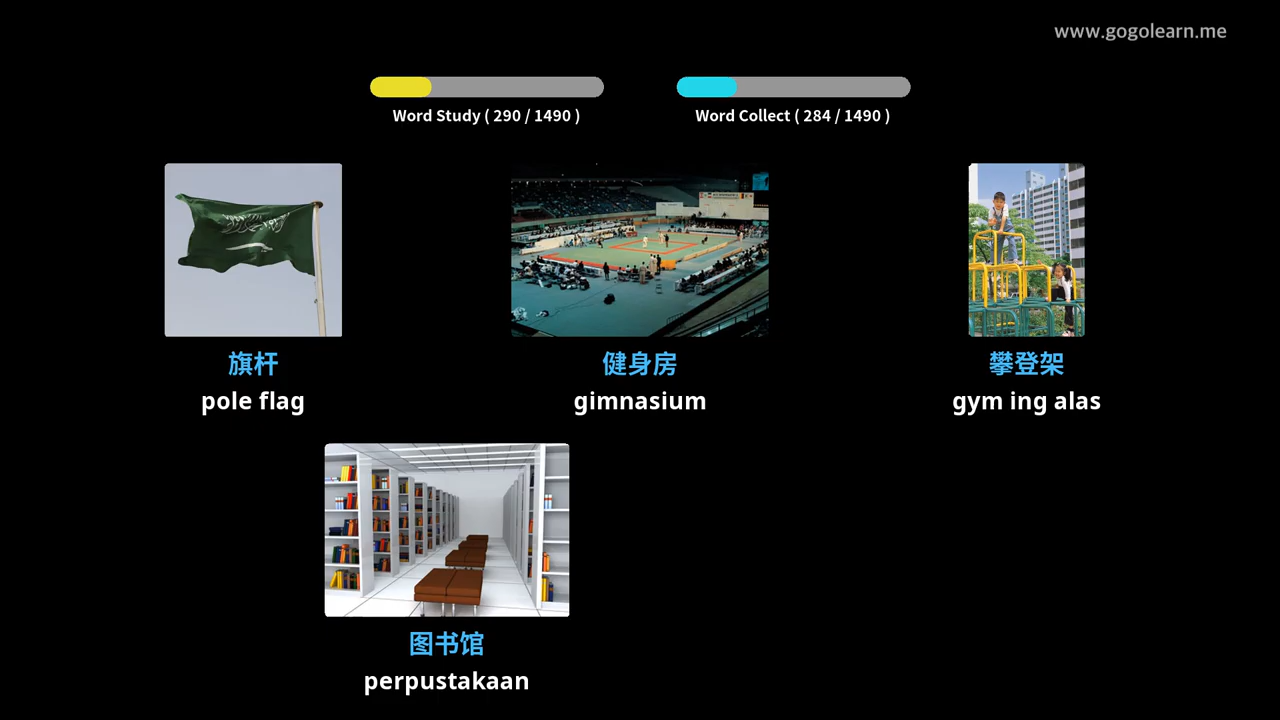 www.gogolearn.me
Word Study ( 290 / 1490 )
Word Collect ( 284 / 1490 )
旗杆
pole flag
健身房
gimnasium
攀登架
gym ing alas
图书馆
perpustakaan